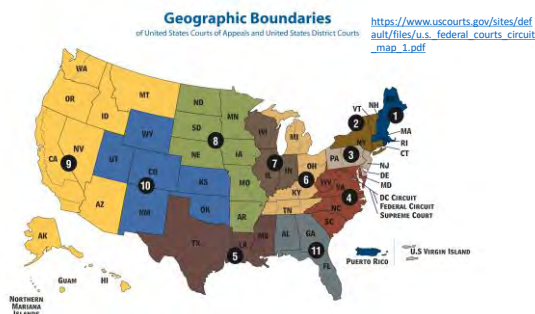 Geographic Boundaries
of United States Courts of Appeals and United States District Courts
https://www.uscourts.gov/sites/def
ault/files/u.s._federal_courts_circuit
_map_1.pdf
WA
MT
ND
MN
OR
ID
SD
WI
MI
VT
NH
1
2
NY
MA
RI
CT
WY
8
NV
CA
9
UT
CO
10
NE
IA
7
IL
IN
OH
6
PA
3
NJ
DE
MD
DC CIRCUIT
FEDERAL CIRCUIT
SUPREME COURT
KS
MO
KY
WV
VA
4
AZ
NM
OK
AR
TN
NC
SC
TX
LA
5
MS
AL
GA
11
FL
AK
GUAM
HI
NORTHERN
MARIANA
ISLANDS
PUERTO RICO
U.S VIRGIN ISLAND